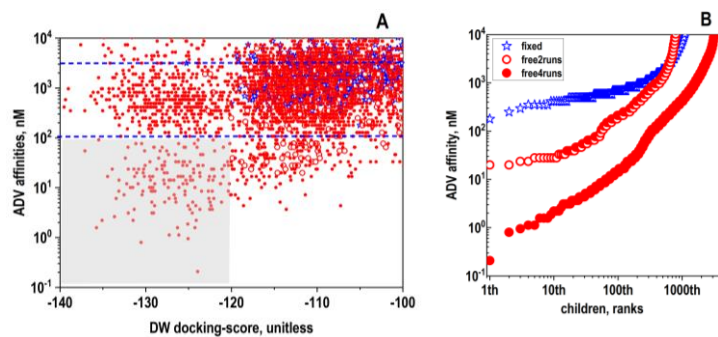 A
ADV affinities, nM
10⁴
10³
10²
10¹
10⁰
10⁻¹
-140
-130
-120
-110
-100
DW docking-score, unitless
B
fixed
free2runs
free4runs
ADV affinity, nM
10⁴
10³
10²
10¹
10⁰
10⁻¹
1th
10th
100th
1000th
children, ranks